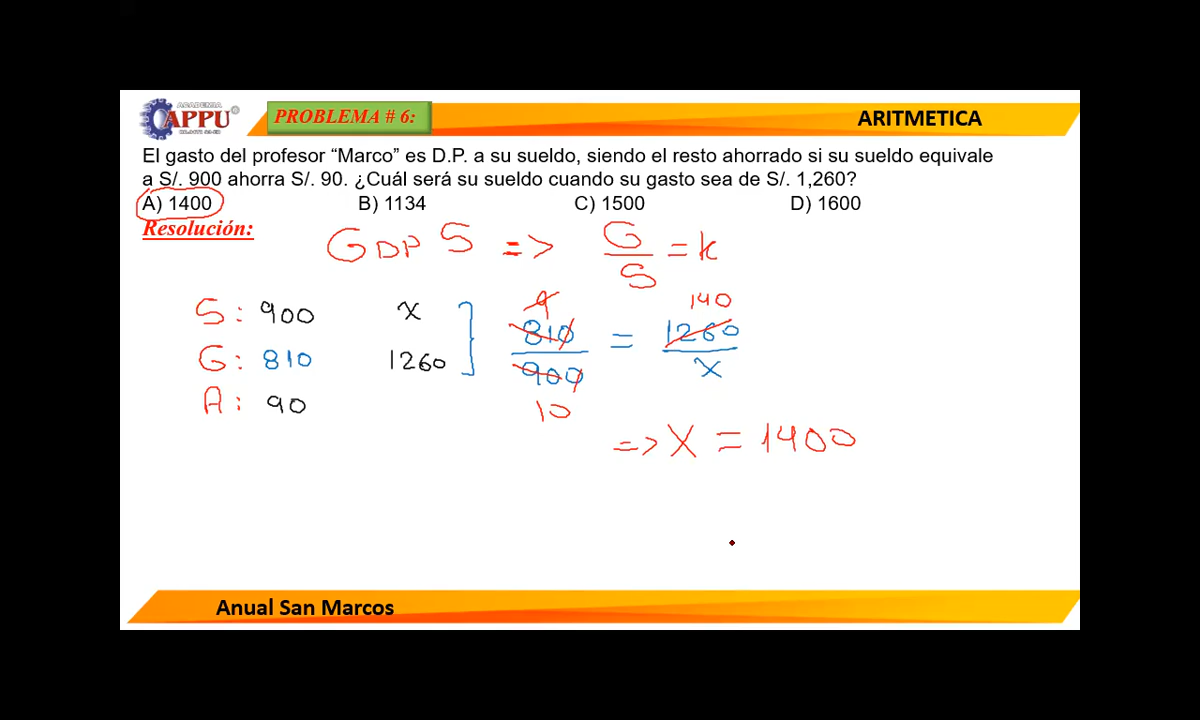 ACADEMIA
APPU
PROBLEMA # 6:
ARITMETICA
El gasto del profesor “Marco” es D.P. a su sueldo, siendo el resto ahorrado si su sueldo equivale
a S/. 900 ahorra S/. 90. ¿Cuál será su sueldo cuando su gasto sea de S/. 1,260?
A) 1400 B) 1134 C) 1500 D) 1600
Resolución:
G DP S => G/S = k
S: 900 x
G: 810 1260
A: 90
9 140
810/900 = 1260/x
10
=> X = 1400
Anual San Marcos